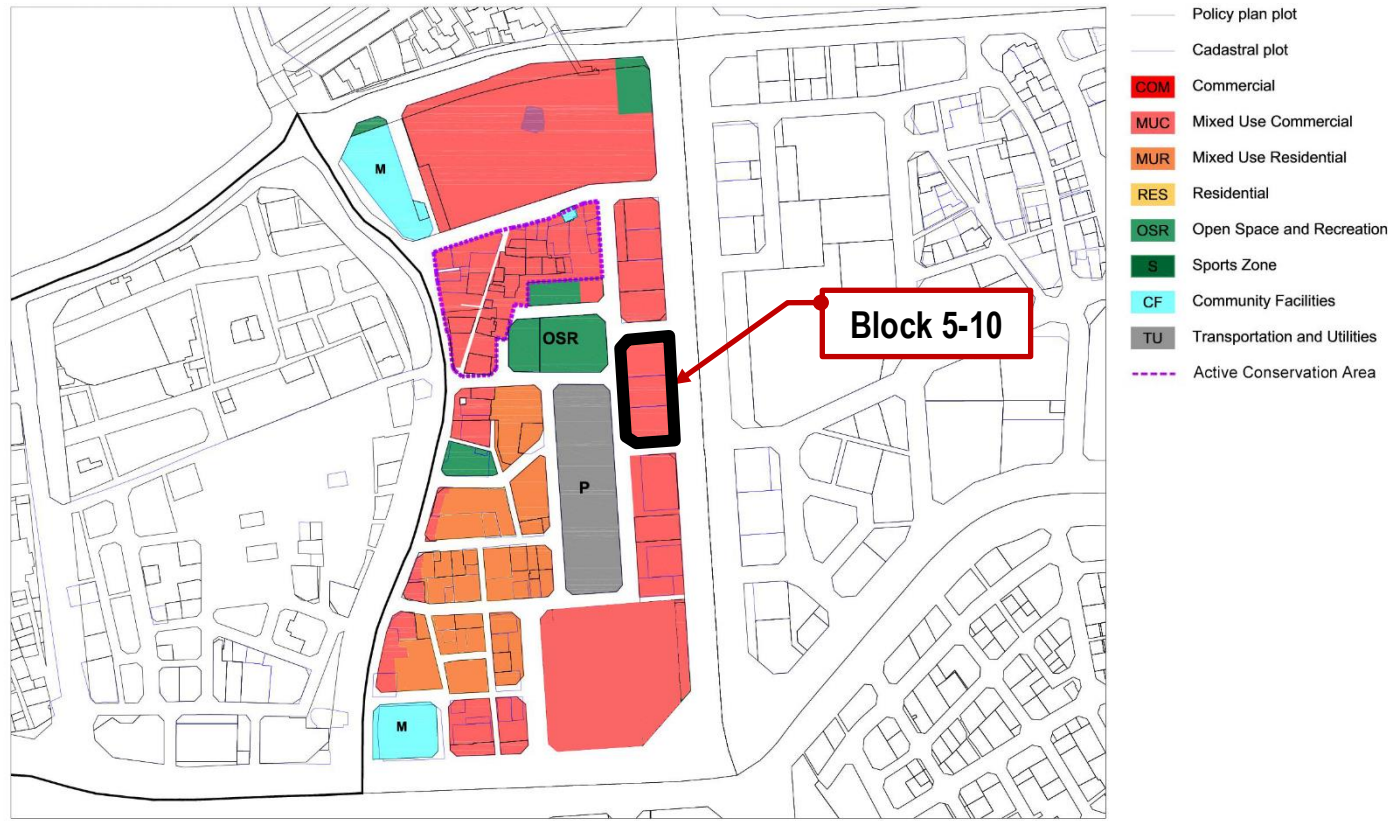 Policy plan plot
Cadastral plot
COM Commercial
MUC Mixed Use Commercial
MUR Mixed Use Residential
RES Residential
OSR Open Space and Recreation
S Sports Zone
CF Community Facilities
TU Transportation and Utilities
Active Conservation Area
M
Block 5-10
OSR
P
M